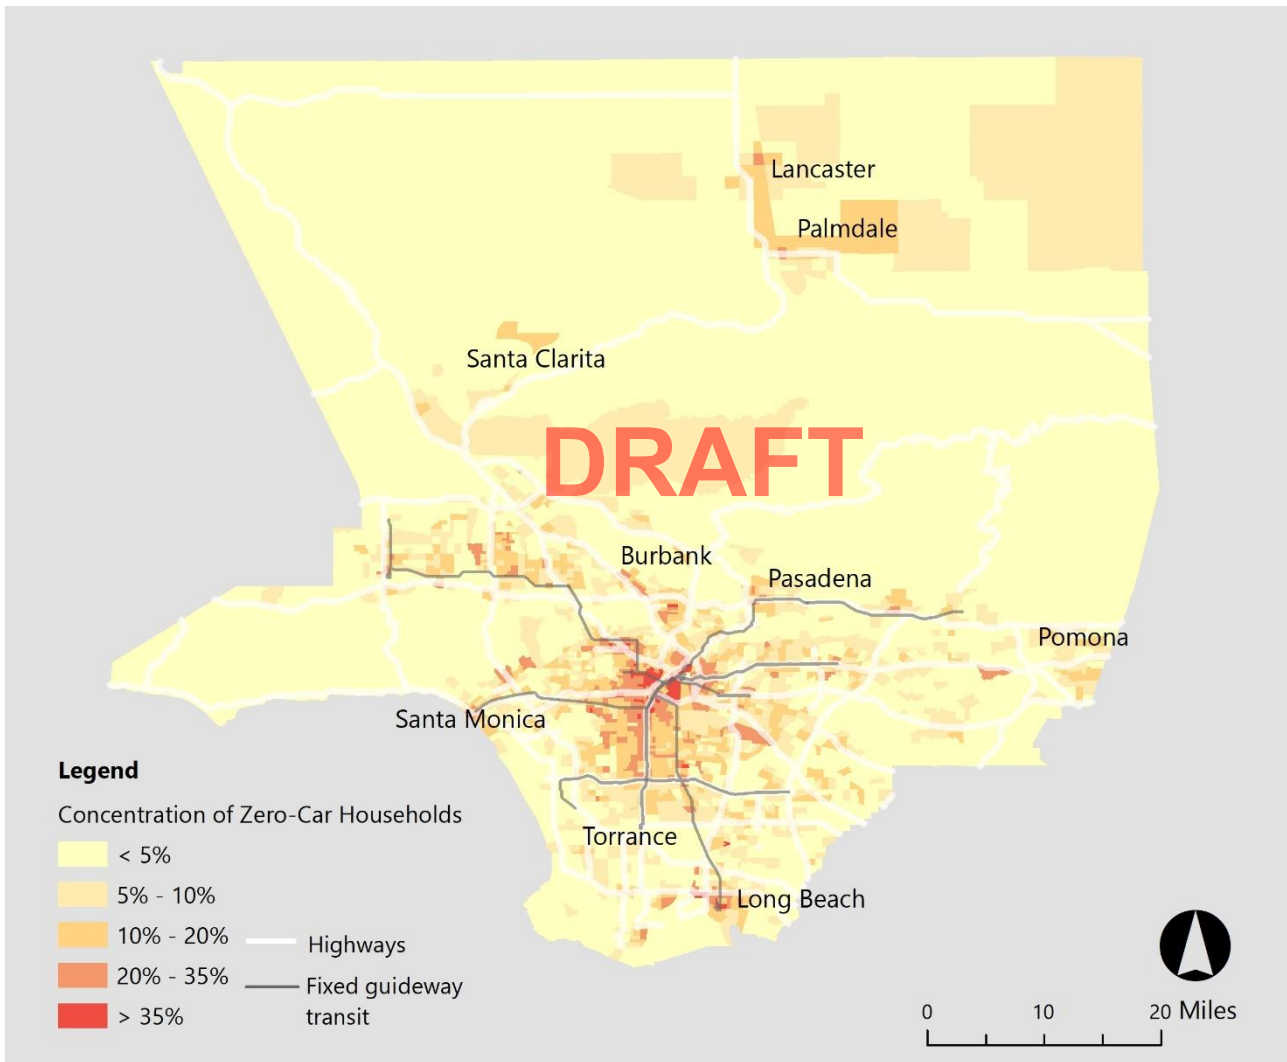 Lancaster
Palmdale
Santa Clarita
DRAFT
Burbank
Pasadena
Pomona
Santa Monica
Legend
Concentration of Zero-Car Households
< 5%
5% - 10%
10% - 20%
20% - 35%
> 35%
Highways
Fixed guideway
transit
Torrance
Long Beach
0 10 20 Miles